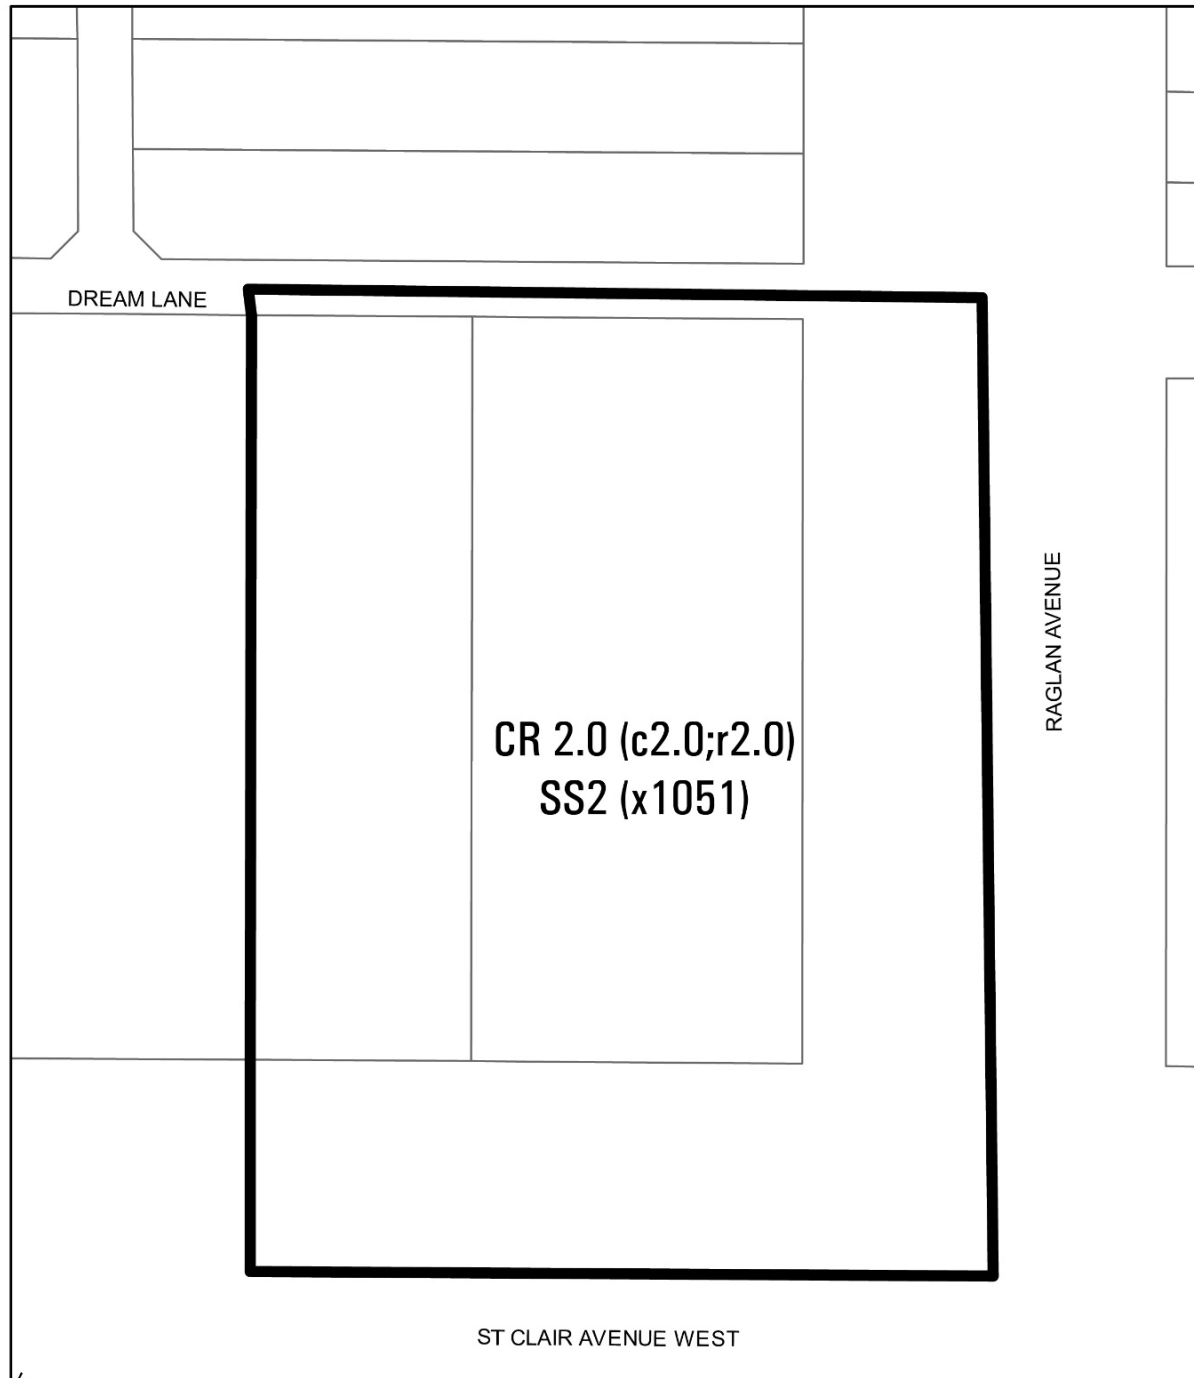 DREAM LANE
RAGLAN AVENUE
CR 2.0 (c2.0;r2.0)
SS2 (x1051)
ST CLAIR AVENUE WEST